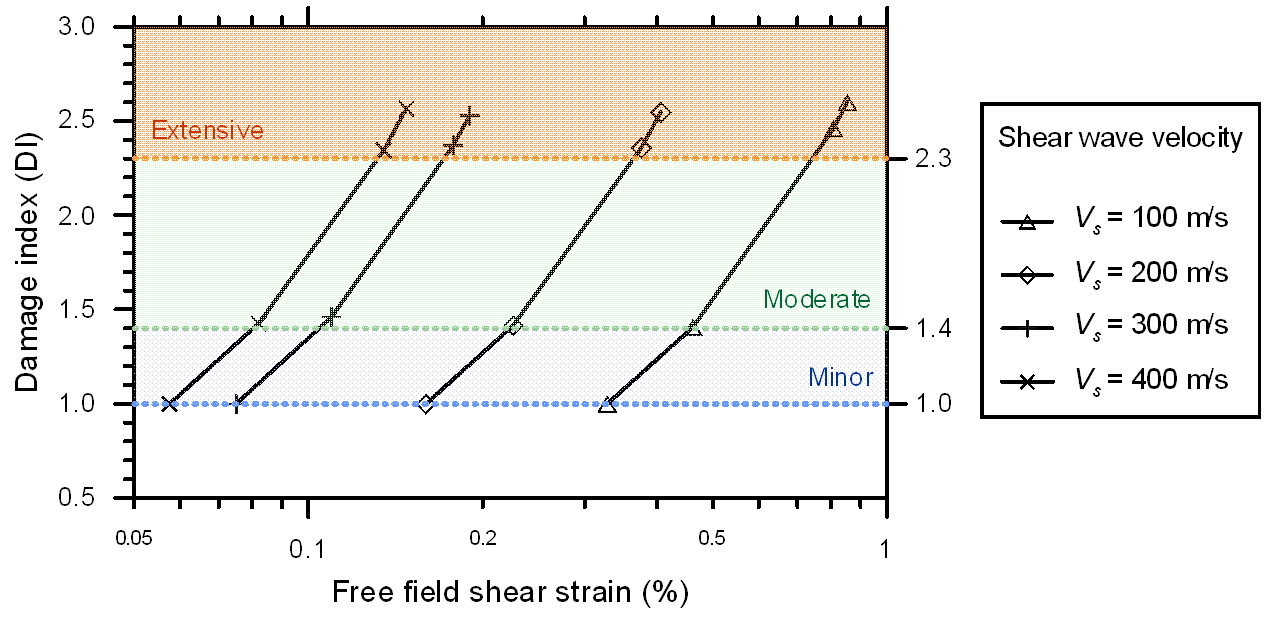 3.0
2.5
2.0
1.5
1.0
0.5
Damage index (DI)
Extensive
Moderate
Minor
2.3
1.4
1.0
0.05
0.1
0.2
0.5
1
Free field shear strain (%)
Shear wave velocity
Vs = 100 m/s
Vs = 200 m/s
Vs = 300 m/s
Vs = 400 m/s